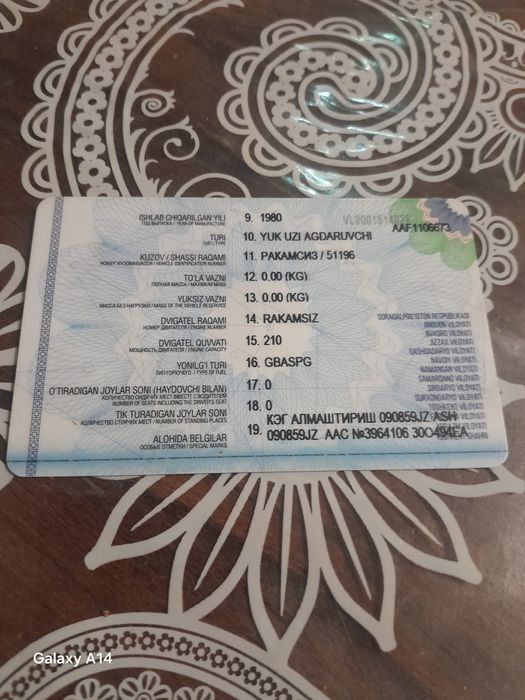 VL0001514028
AAF1106673
ISHLAB CHIQARILGAN YILI 9. 1980
ГОД ВЫПУСКА / YEAR OF MANUFACTURE
TURI 10. YUK UZI AGDARUVCHI
ТИП / TYPE
KUZOV / SHASSI RAQAMI 11. РАКАМСИЗ / 51196
НОМЕР КУЗОВА/ШАССИ / VEHICLE IDENTIFICATION NUMBER
TO'LA VAZNI 12. 0.00 (KG)
ПОЛНАЯ МАССА / MAXIMUM MASS
YUKSIZ VAZNI 13. 0.00 (KG)
МАССА БЕЗ НАГРУЗКИ / MASS OF THE VEHICLE IN SERVICE
DVIGATEL RAQAMI 14. RAKAMSIZ
НОМЕР ДВИГАТЕЛЯ / ENGINE NUMBER
DVIGATEL QUVVATI 15. 210
МОЩНОСТЬ ДВИГАТЕЛЯ / ENGINE CAPACITY
YONILG'I TURI 16. GBASPG
ТИП ГОРЮЧЕГО / TYPE OF FUEL
O'TIRADIGAN JOYLAR SONI (HAYDOVCHI BILAN) 17. 0
КОЛИЧЕСТВО СИДЯЧИХ МЕСТ ВМЕСТЕ С ВОДИТЕЛЕМ
NUMBER OF SEATS INCLUDING THE DRIVER'S SEAT
TIK TURADIGAN JOYLAR SONI 18. 0
КОЛИЧЕСТВО СТОЯЧИХ МЕСТ / NUMBER OF STANDING PLACES
ALOHIDA BELGILAR 19. КЭГ АЛМАШТИРИШ 090859JZ ASH
ОСОБЫЕ ОТМЕТКИ / SPECIAL MARKS
090859JZ AAC №3964106 30O494EA
QORAQALPOG'ISTON RESPUBLIKASI
ANDIJON VILOYATI
BUXORO VILOYATI
JIZZAX VILOYATI
QASHQADARYO VILOYATI
NAVOIY VILOYATI
NAMANGAN VILOYATI
SAMARQAND VILOYATI
SIRDARYO VILOYATI
SURXONDARYO VILOYATI
TOSHKENT VILOYATI
Galaxy A14